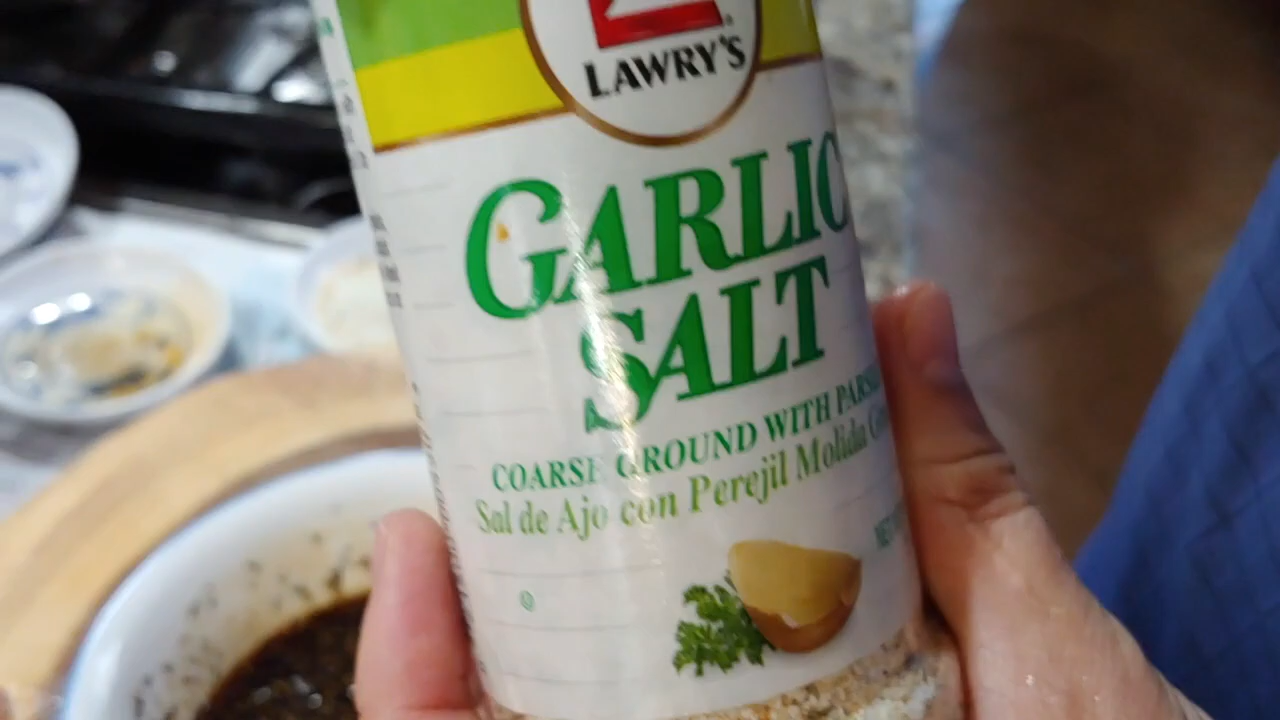 LAWRY'S
GARLIC
SALT
COARSE GROUND WITH
Sal de Ajo con Perejil Molida